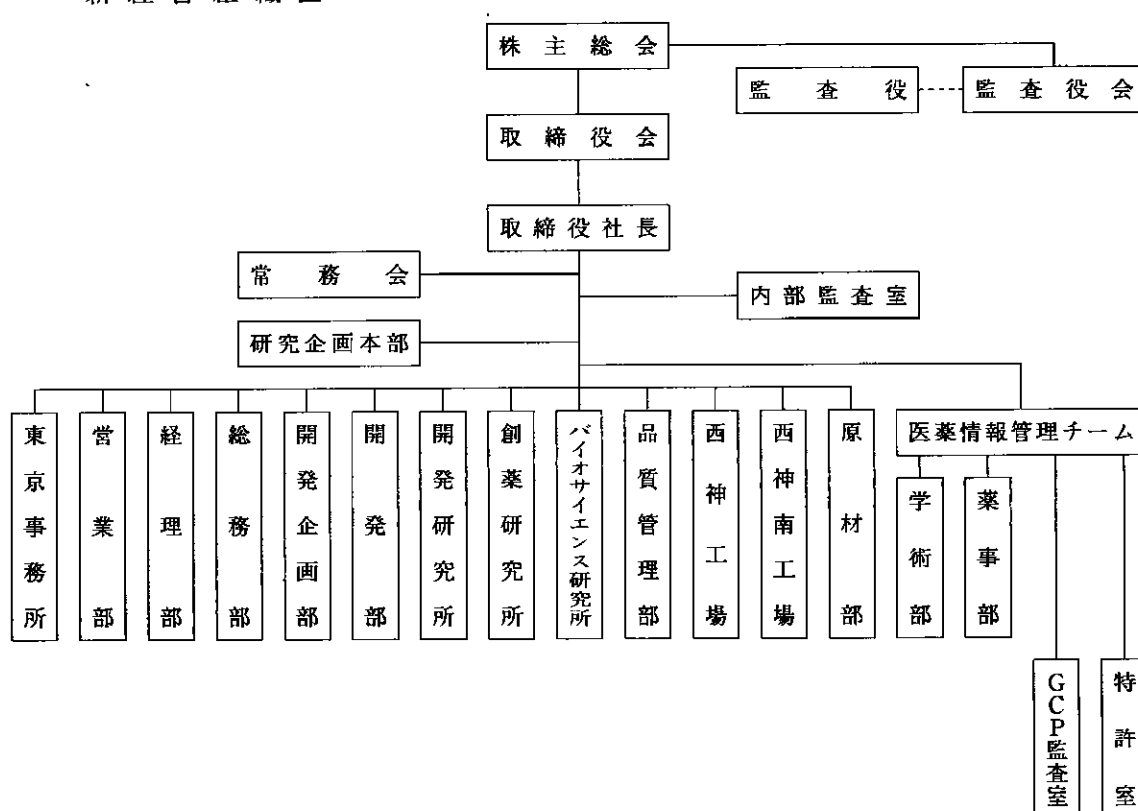 株主総会
監査役
監査役会
取締役会
取締役社長
常務会
内部監査室
研究企画本部
東京事務所
営業部
経理部
総務部
開発企画部
開発部
開発研究所
創薬研究所
バイオサイエンス研究所
品質管理部
西神工場
西神南工場
原材部
医薬情報管理チーム
学術部
薬事部
GCP監査室
特許室